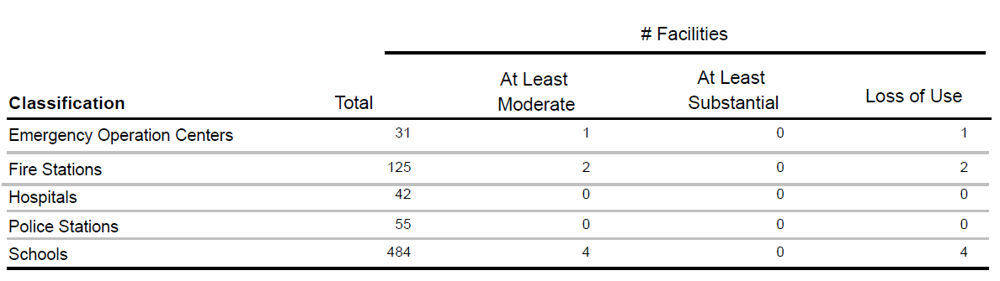 # Facilities
Classification Total At Least Moderate At Least Substantial Loss of Use
Emergency Operation Centers 31 1 0 1
Fire Stations 125 2 0 2
Hospitals 42 0 0 0
Police Stations 55 0 0 0
Schools 484 4 0 4